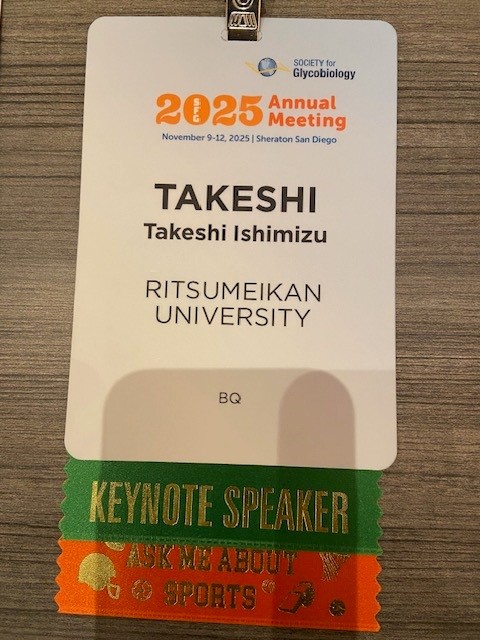 SOCIETY for
Glycobiology
2025 Annual
SFG Meeting
November 9-12, 2025 | Sheraton San Diego
TAKESHI
Takeshi Ishimizu
RITSUMEIKAN
UNIVERSITY
BQ
KEYNOTE SPEAKER
ASK ME ABOUT
SPORTS